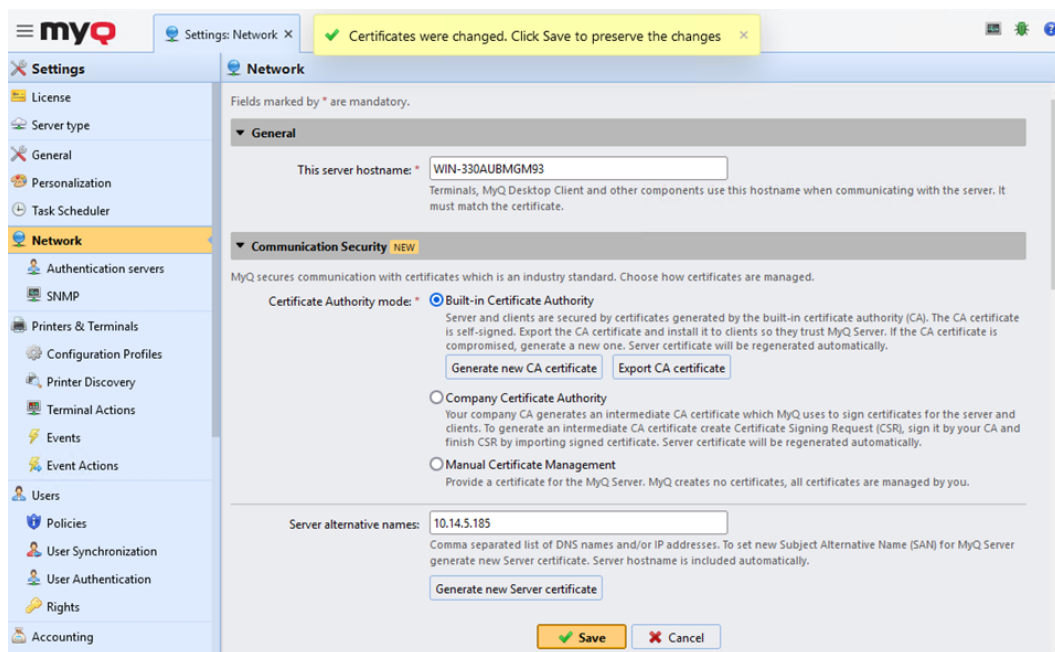 myQ
Settings: Network ×
Certificates were changed. Click Save to preserve the changes ×
Settings
License
Server type
General
Personalization
Task Scheduler
Network
Authentication servers
SNMP
Printers & Terminals
Configuration Profiles
Printer Discovery
Terminal Actions
Events
Event Actions
Users
Policies
User Synchronization
User Authentication
Rights
Accounting
Network
Fields marked by * are mandatory.
General
This server hostname: * WIN-330AUBMGM93
Terminals, MyQ Desktop Client and other components use this hostname when communicating with the server. It
must match the certificate.
Communication Security NEW
MyQ secures communication with certificates which is an industry standard. Choose how certificates are managed.
Certificate Authority mode: * Built-in Certificate Authority
Server and clients are secured by certificates generated by the built-in certificate authority (CA). The CA certificate
is self-signed. Export the CA certificate and install it to clients so they trust MyQ Server. If the CA certificate is
compromised, generate a new one. Server certificate will be regenerated automatically.
Generate new CA certificate Export CA certificate
Company Certificate Authority
Your company CA generates an intermediate CA certificate which MyQ uses to sign certificates for the server and
clients. To generate an intermediate CA certificate create Certificate Signing Request (CSR), sign it by your CA and
finish CSR by importing signed certificate. Server certificate will be regenerated automatically.
Manual Certificate Management
Provide a certificate for the MyQ Server. MyQ creates no certificates, all certificates are managed by you.
Server alternative names: 10.14.5.185
Comma separated list of DNS names and/or IP addresses. To set new Subject Alternative Name (SAN) for MyQ Server
generate new Server certificate. Server hostname is included automatically.
Generate new Server certificate
Save Cancel